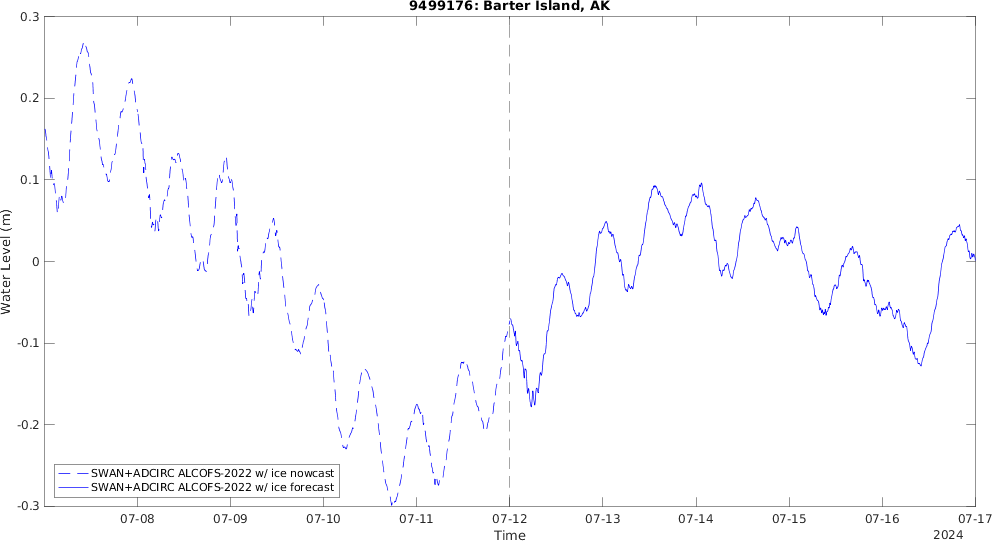 9499176: Barter Island, AK
0.3
0.2
0.1
0
-0.1
-0.2
-0.3
Water Level (m)
SWAN+ADCIRC ALCOFS-2022 w/ ice nowcast
SWAN+ADCIRC ALCOFS-2022 w/ ice forecast
07-08 07-09 07-10 07-11 07-12 07-13 07-14 07-15 07-16 07-17
Time
2024